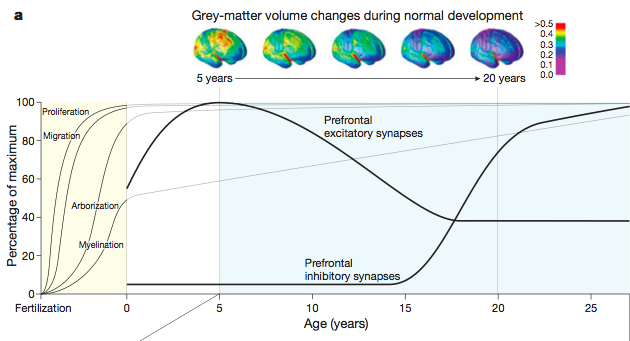 a
Grey-matter volume changes during normal development
>0.5
0.4
0.3
0.2
0.1
0.0
5 years
20 years
Percentage of maximum
100
80
60
40
20
0
Proliferation
Migration
Arborization
Myelination
Prefrontal
excitatory synapses
Prefrontal
inhibitory synapses
Fertilization
0
5
10
15
20
25
Age (years)